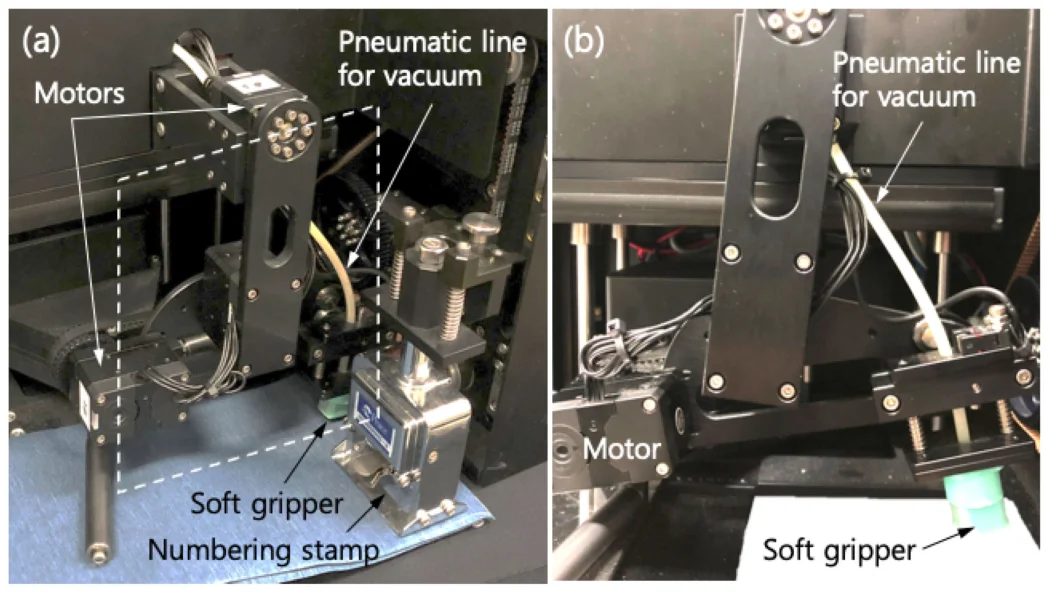 (a)
Pneumatic line
for vacuum
Motors
Soft gripper
Numbering stamp
(b)
Pneumatic line
for vacuum
Motor
Soft gripper